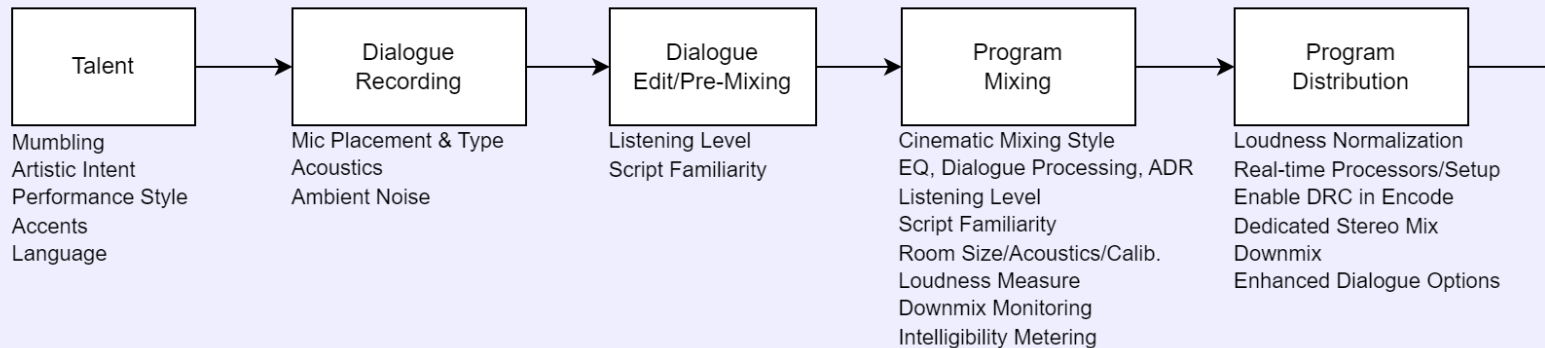 Talent
Mumbling
Artistic Intent
Performance Style
Accents
Language
Dialogue
Recording
Mic Placement & Type
Acoustics
Ambient Noise
Dialogue
Edit/Pre-Mixing
Listening Level
Script Familiarity
Program
Mixing
Cinematic Mixing Style
EQ, Dialogue Processing, ADR
Listening Level
Script Familiarity
Room Size/Acoustics/Calib.
Loudness Measure
Downmix Monitoring
Intelligibility Metering
Program
Distribution
Loudness Normalization
Real-time Processors/Setup
Enable DRC in Encode
Dedicated Stereo Mix
Downmix
Enhanced Dialogue Options